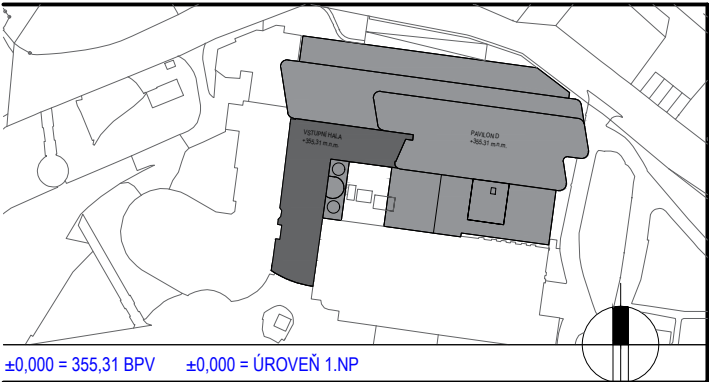 VSTUPNÍ HALA
+355,31 m n.m.
PAVILON D
+355,31 m n.m.
±0,000 = 355,31 BPV ±0,000 = ÚROVEŇ 1.NP